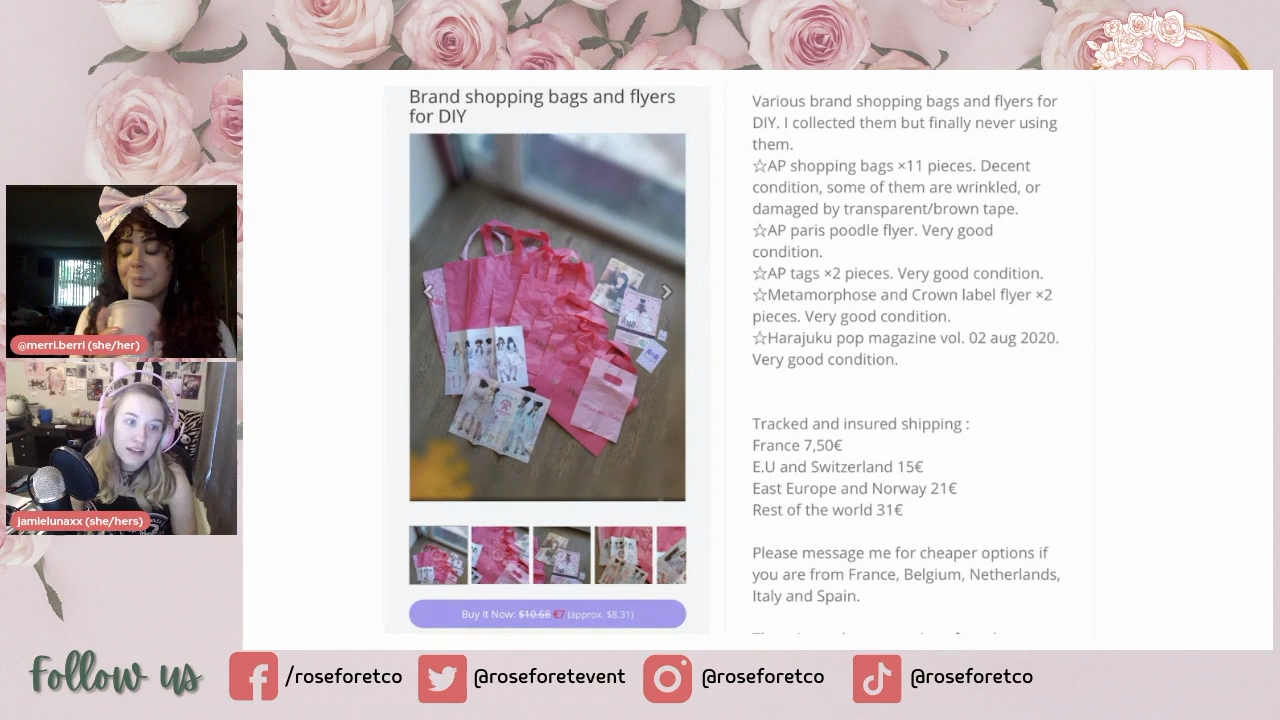 Brand shopping bags and flyers
for DIY
Buy It Now: $10.68 €7 (approx. $8.31)
Various brand shopping bags and flyers for
DIY. I collected them but finally never using
them.
☆AP shopping bags ×11 pieces. Decent
condition, some of them are wrinkled, or
damaged by transparent/brown tape.
☆AP paris poodle flyer. Very good
condition.
☆AP tags ×2 pieces. Very good condition.
☆Metamorphose and Crown label flyer ×2
pieces. Very good condition.
☆Harajuku pop magazine vol. 02 aug 2020.
Very good condition.
Tracked and insured shipping :
France 7,50€
E.U and Switzerland 15€
East Europe and Norway 21€
Rest of the world 31€
Please message me for cheaper options if
you are from France, Belgium, Netherlands,
Italy and Spain.
@merri.berri (she/her)
jamielunaxx (she/hers)
Follow us
/roseforetco
@roseforetevent
@roseforetco
@roseforetco